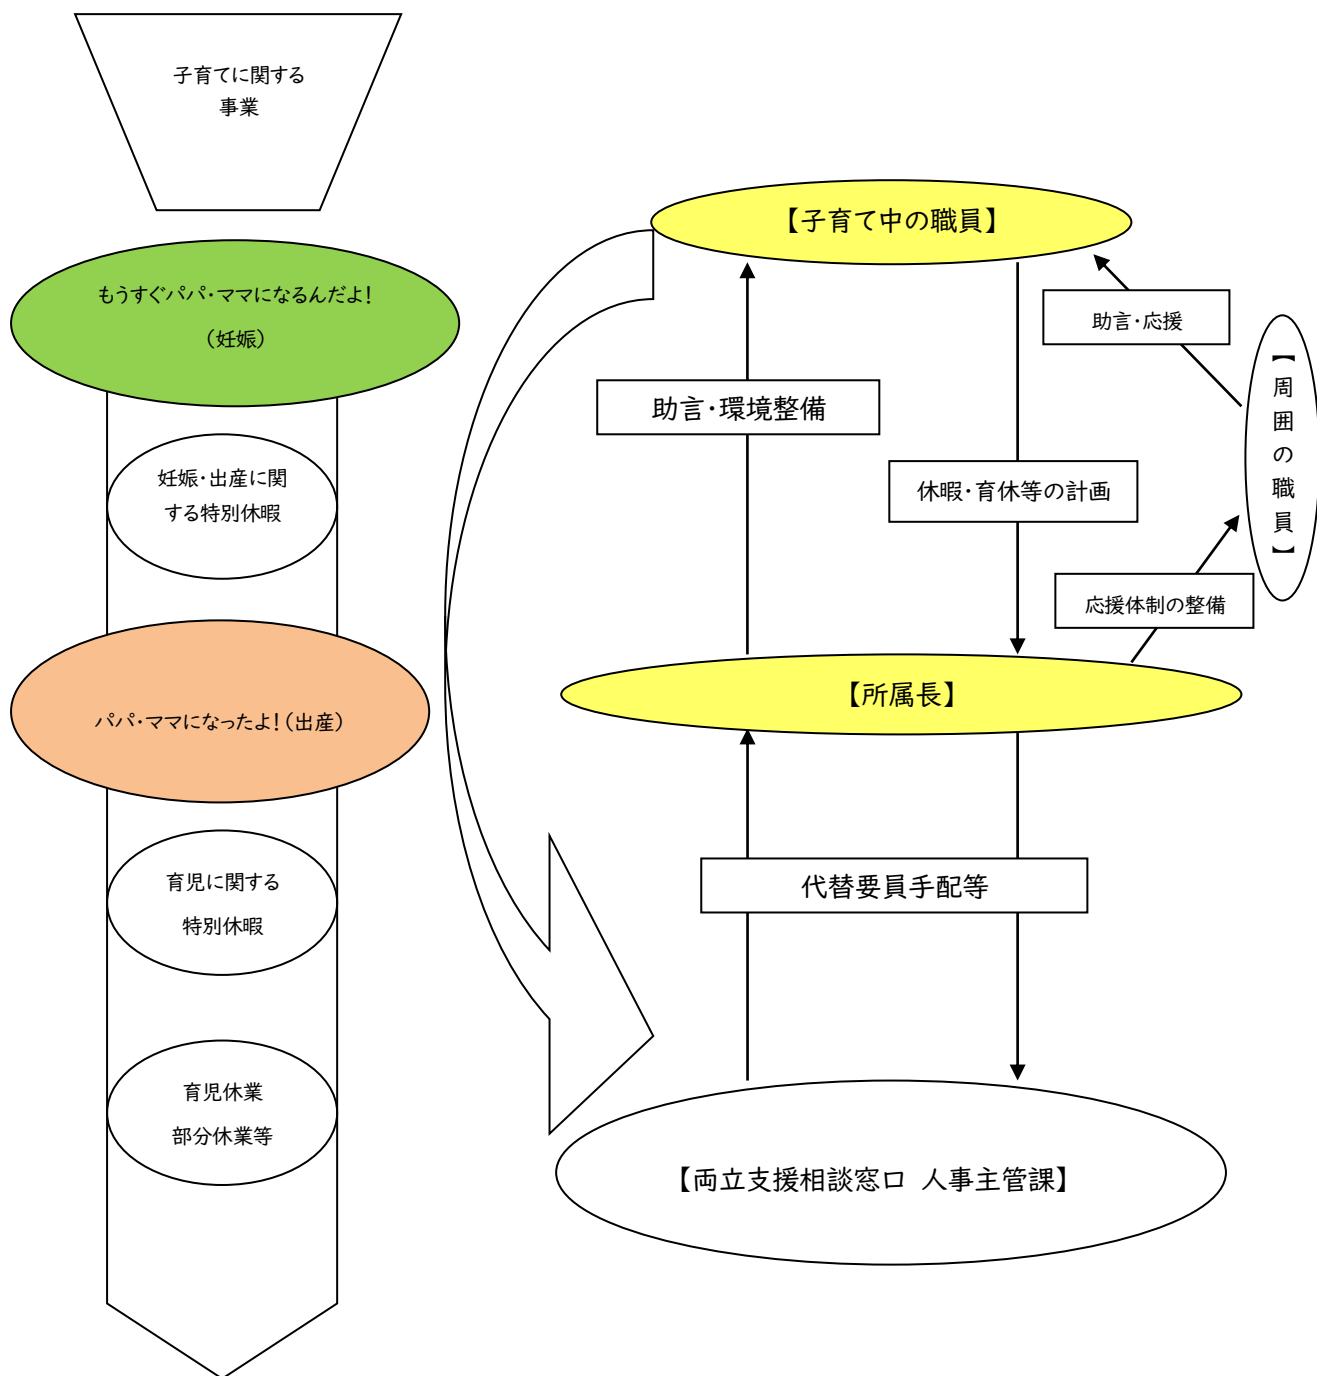 子育てに関する
事業
もうすぐパパ・ママになるんだよ！
（妊娠）
妊娠・出産に関
する特別休暇
パパ・ママになったよ！（出産）
育児に関する
特別休暇
育児休業
部分休業等
【子育て中の職員】
助言・応援
【周囲の職員】
助言・環境整備
休暇・育休等の計画
応援体制の整備
【所属長】
代替要員手配等
【両立支援相談窓口 人事主管課】